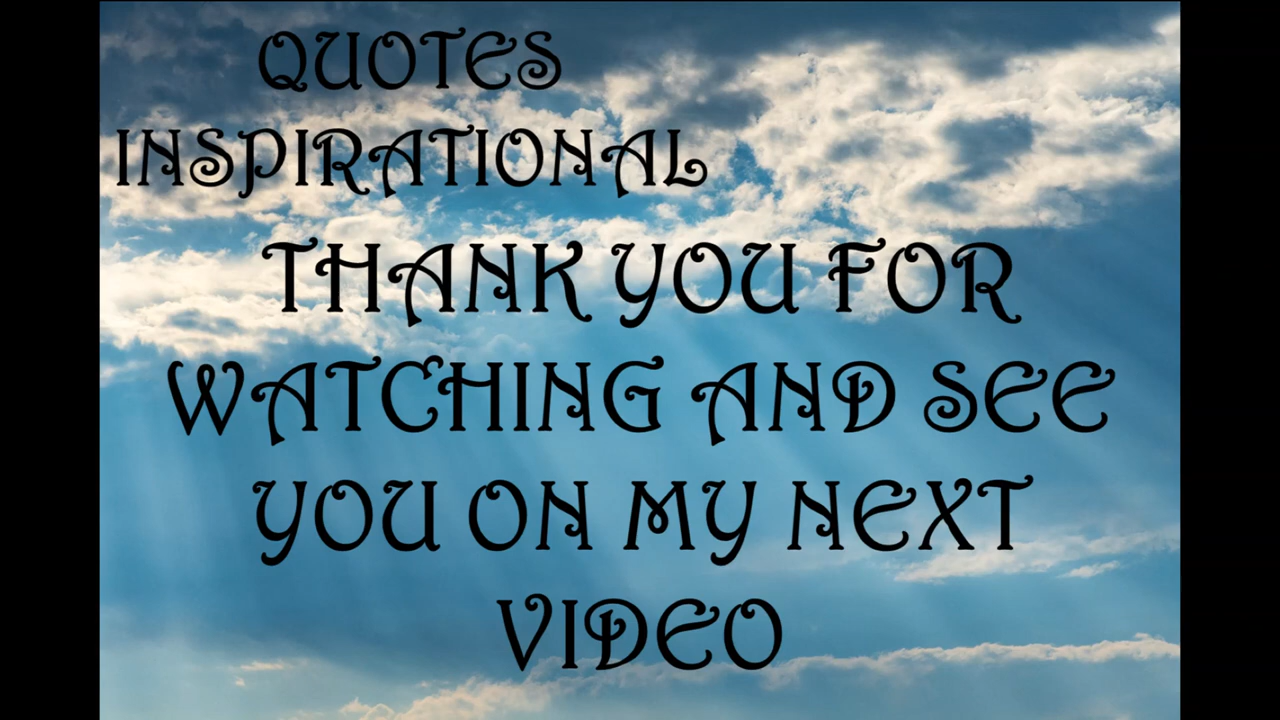 QUOTES
INSPIRATIONAL
THANK YOU FOR
WATCHING AND SEE
YOU ON MY NEXT
VIDEO